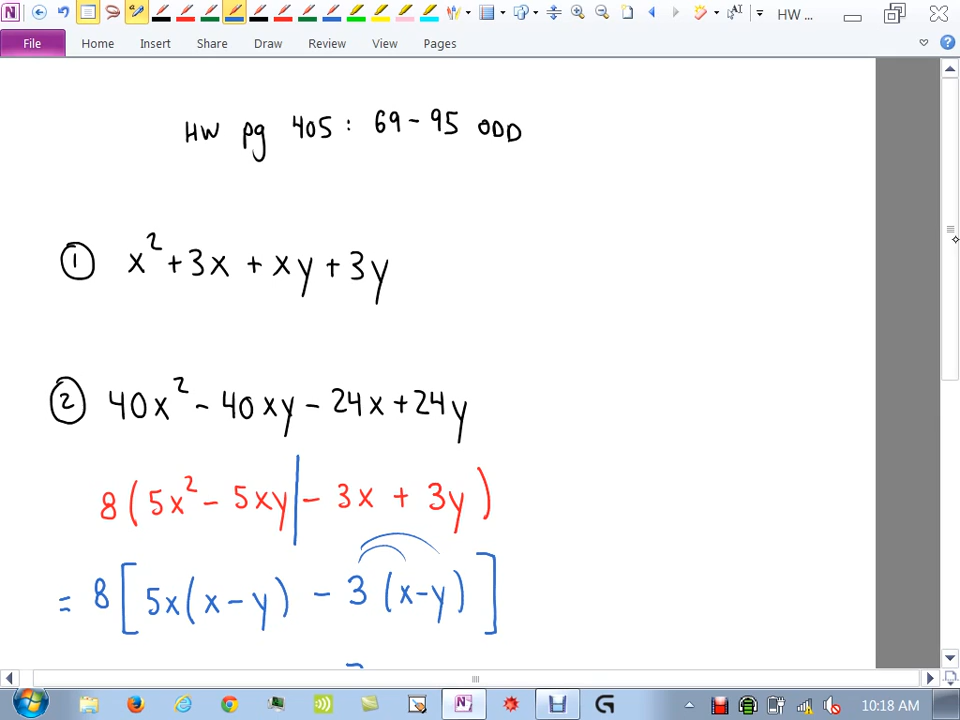 HW ...
File Home Insert Share Draw Review View Pages
HW pg 405 : 69 - 95 ODD
① x² + 3x + xy + 3y
② 40x² - 40xy - 24x + 24y
8 ( 5x² - 5xy | - 3x + 3y )
= 8 [ 5x(x - y) - 3 (x-y) ]
10:18 AM